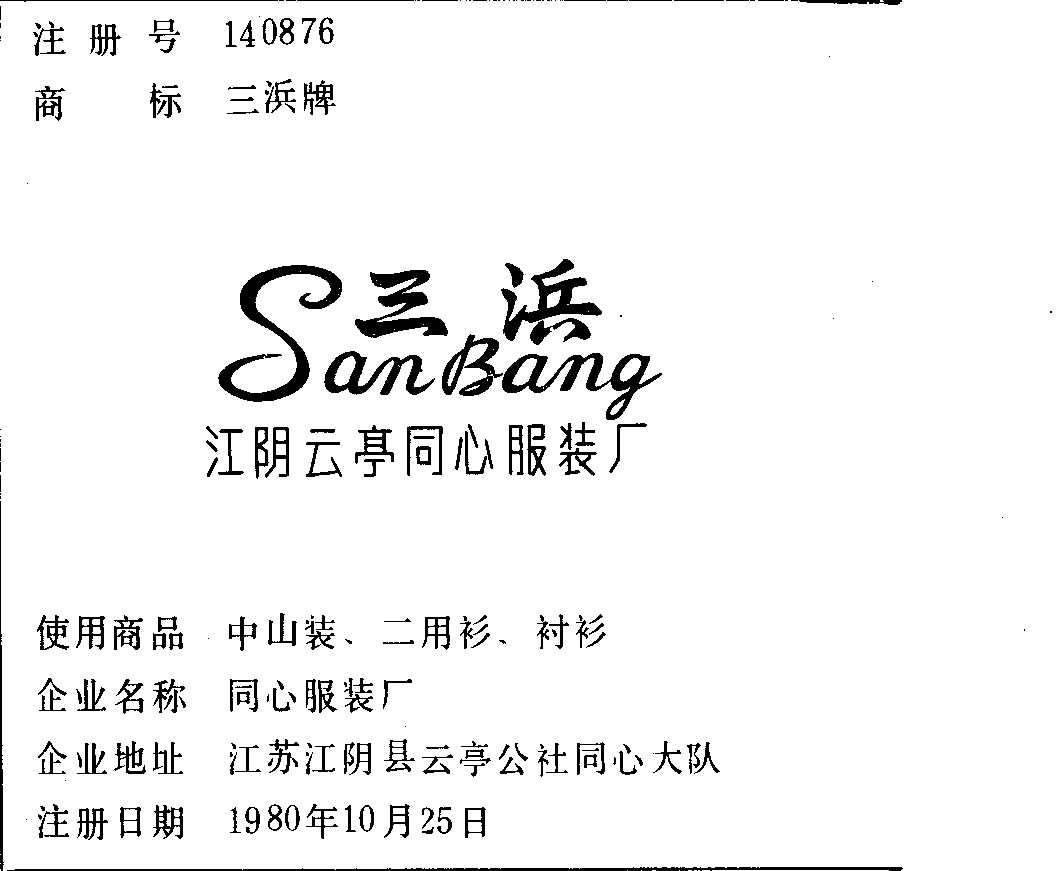 注册号 140876
商标 三浜牌
三浜
SanBang
江阴云亭同心服装厂
使用商品 中山装、二用衫、衬衫
企业名称 同心服装厂
企业地址 江苏江阴县云亭公社同心大队
注册日期 1980年10月25日